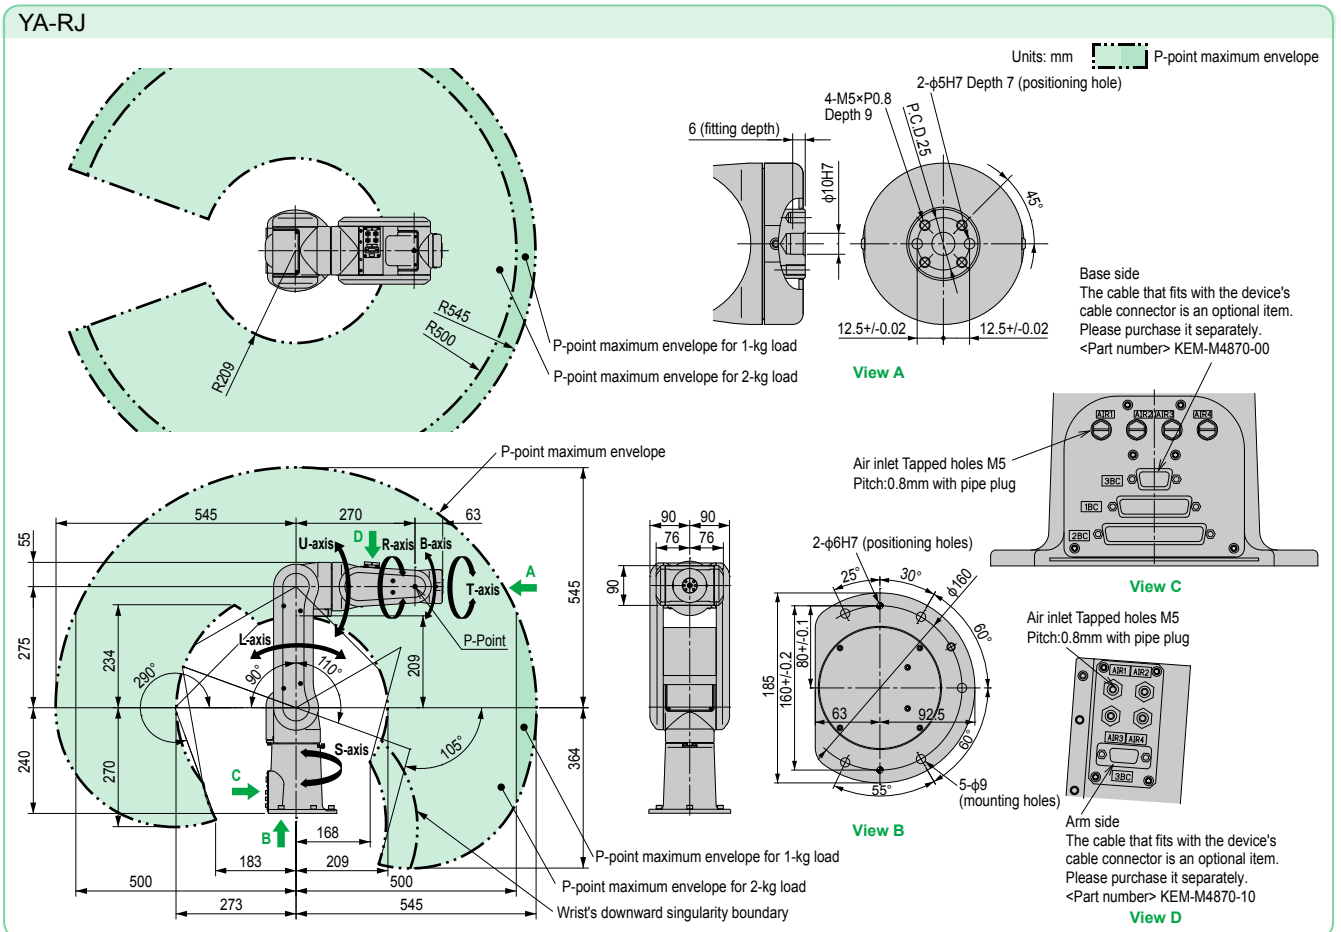 YA-RJ
Units: mm
P-point maximum envelope
R545
R500
R209
P-point maximum envelope for 1-kg load
P-point maximum envelope for 2-kg load
2-ϕ5H7 Depth 7 (positioning hole)
4-M5×P0.8
Depth 9
P.C.D.25
6 (fitting depth)
ϕ10H7
45°
12.5+/-0.02
12.5+/-0.02
View A
Base side
The cable that fits with the device's
cable connector is an optional item.
Please purchase it separately.
<Part number> KEM-M4870-00
AIR1
AIR2
AIR3
AIR4
Air inlet Tapped holes M5
Pitch:0.8mm with pipe plug
3BC
1BC
2BC
View C
P-point maximum envelope
545
270
63
55
U-axis
D
R-axis
B-axis
A
T-axis
545
275
234
L-axis
P-Point
209
290°
90°
110°
240
270
S-axis
105°
364
C
B
168
183
209
500
500
273
545
P-point maximum envelope for 1-kg load
P-point maximum envelope for 2-kg load
Wrist's downward singularity boundary
90
90
76
76
90
2-ϕ6H7 (positioning holes)
25°
30°
ϕ160
60°
185
160+/-0.2
80+/-0.1
63
92.5
60°
55°
5-ϕ9
(mounting holes)
View B
Air inlet Tapped holes M5
Pitch:0.8mm with pipe plug
AIR1
AIR2
AIR3
AIR4
3BC
Arm side
The cable that fits with the device's
cable connector is an optional item.
Please purchase it separately.
<Part number> KEM-M4870-10
View D